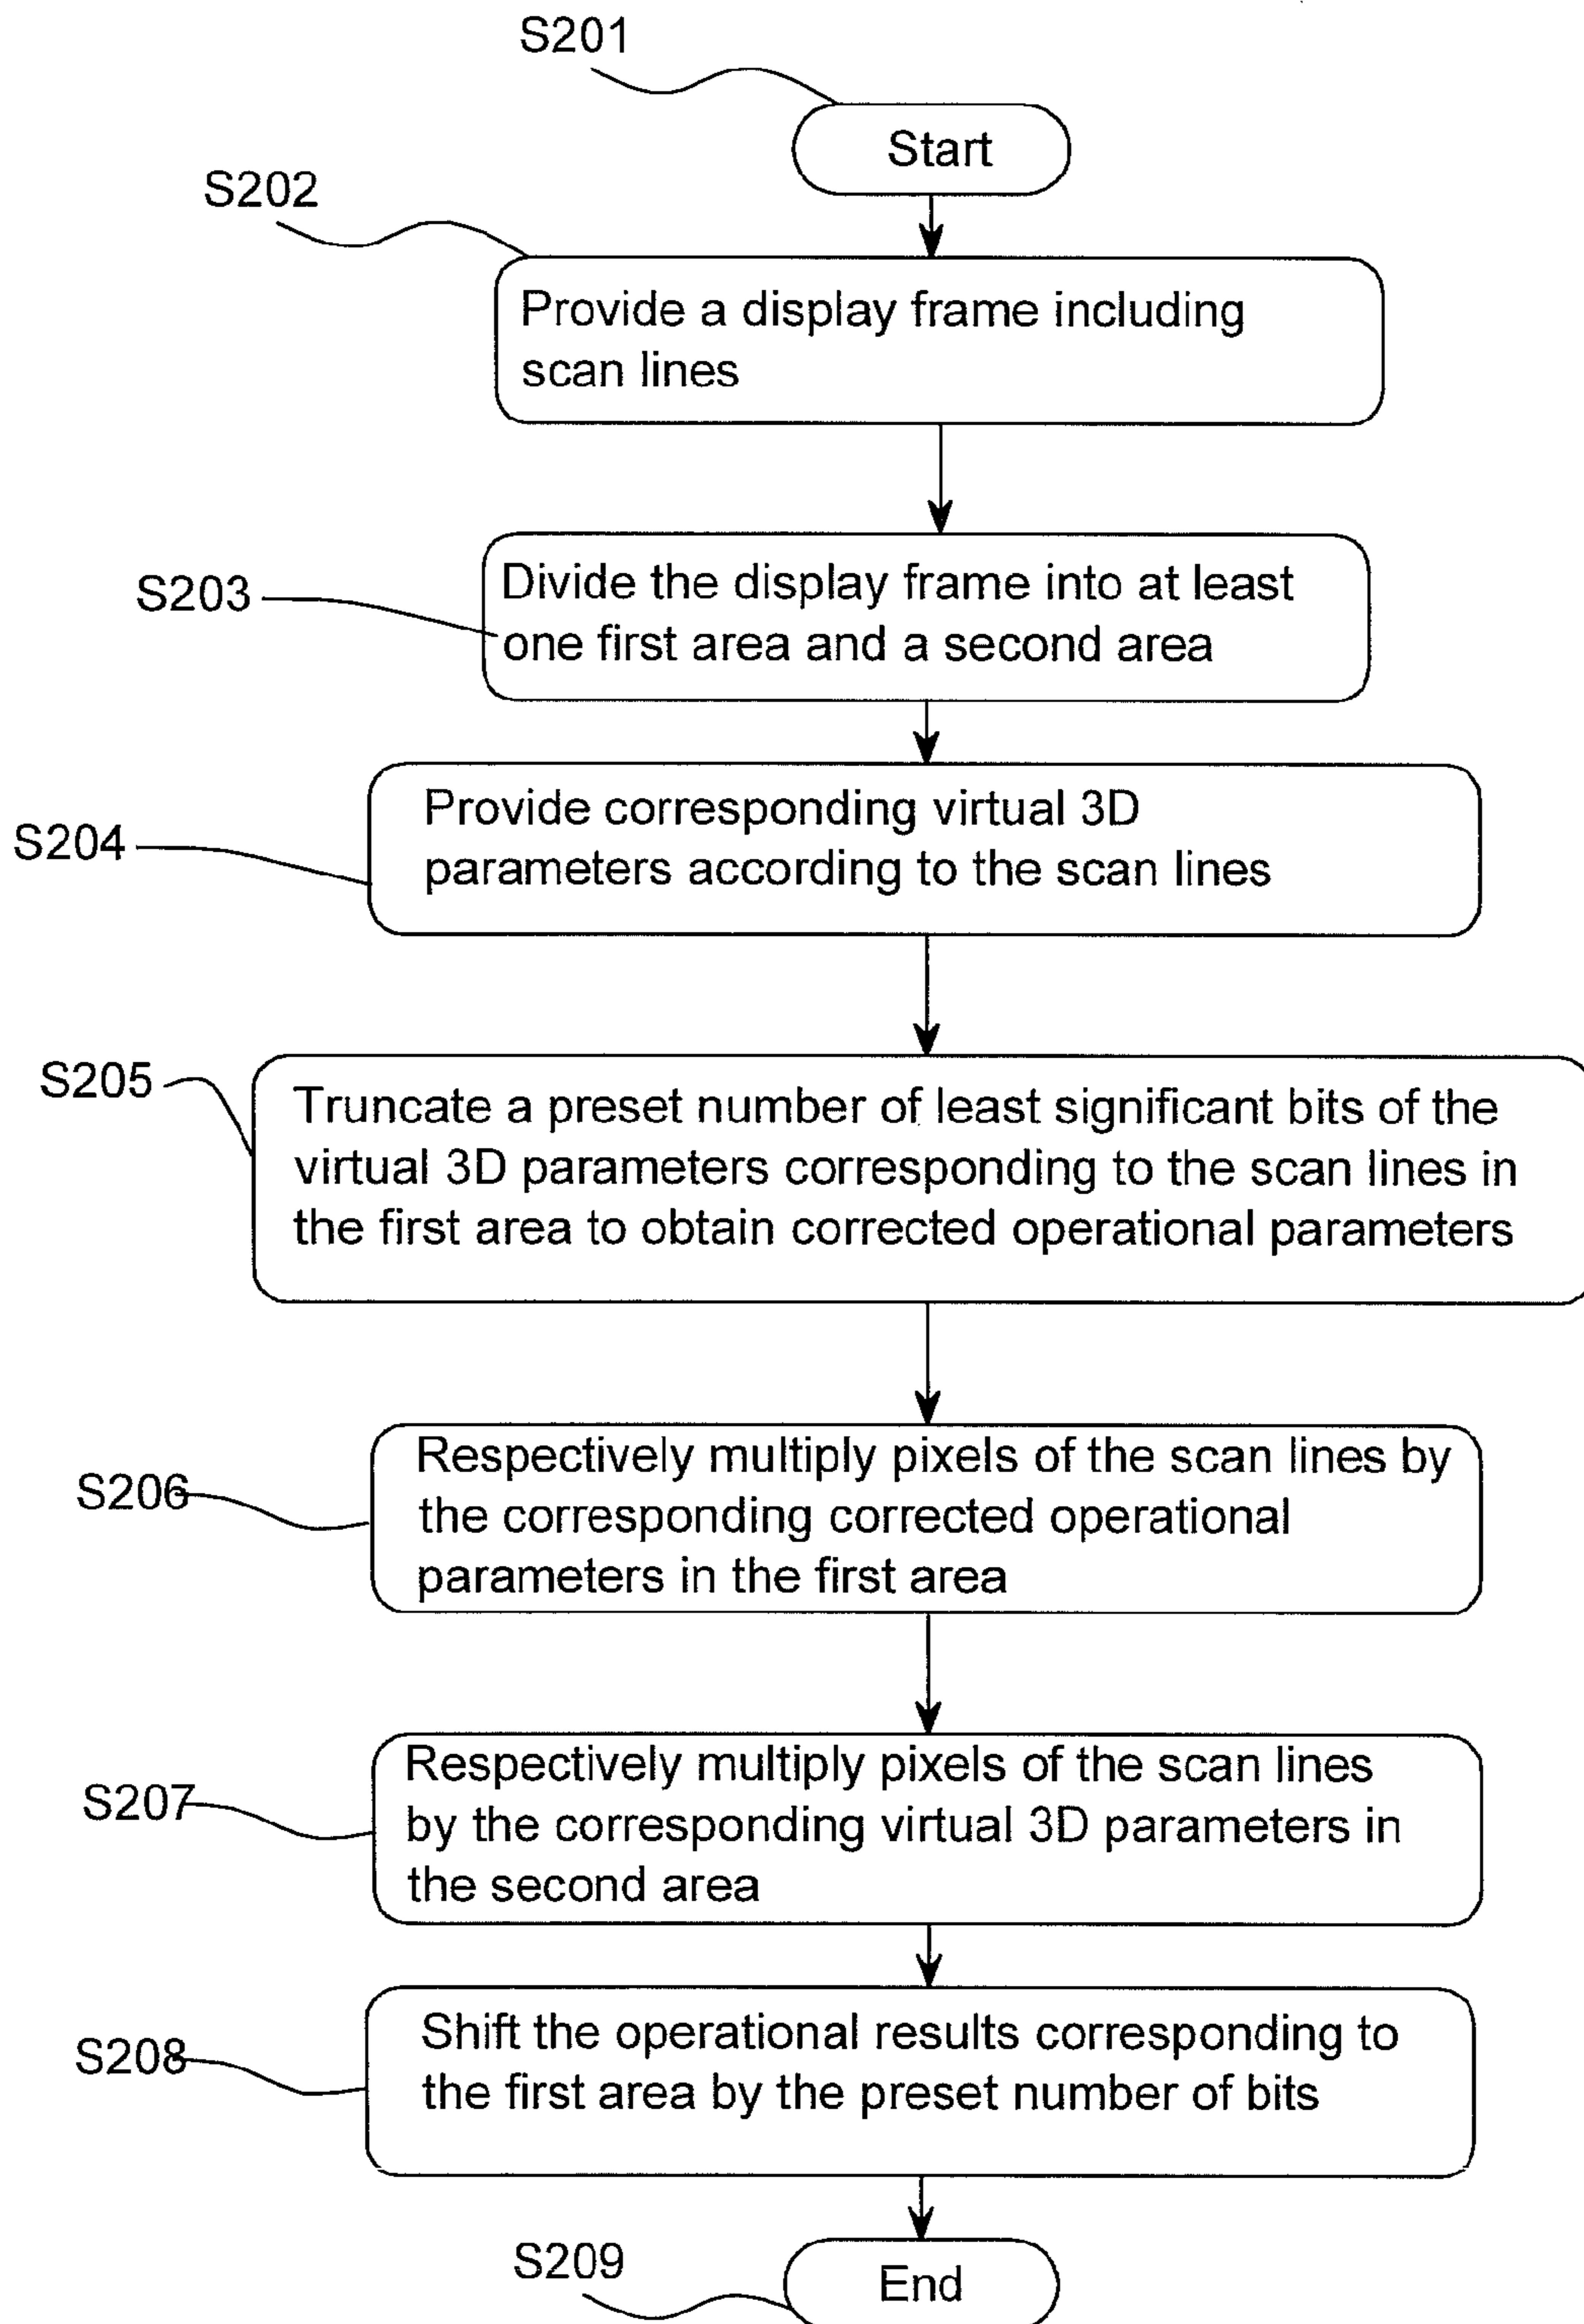 S201
Start
S202
Provide a display frame including
scan lines
S203
Divide the display frame into at least
one first area and a second area
S204
Provide corresponding virtual 3D
parameters according to the scan lines
S205
Truncate a preset number of least significant bits of the
virtual 3D parameters corresponding to the scan lines in
the first area to obtain corrected operational parameters
S206
Respectively multiply pixels of the scan lines by
the corresponding corrected operational
parameters in the first area
S207
Respectively multiply pixels of the scan lines
by the corresponding virtual 3D parameters in
the second area
S208
Shift the operational results corresponding to
the first area by the preset number of bits
S209
End